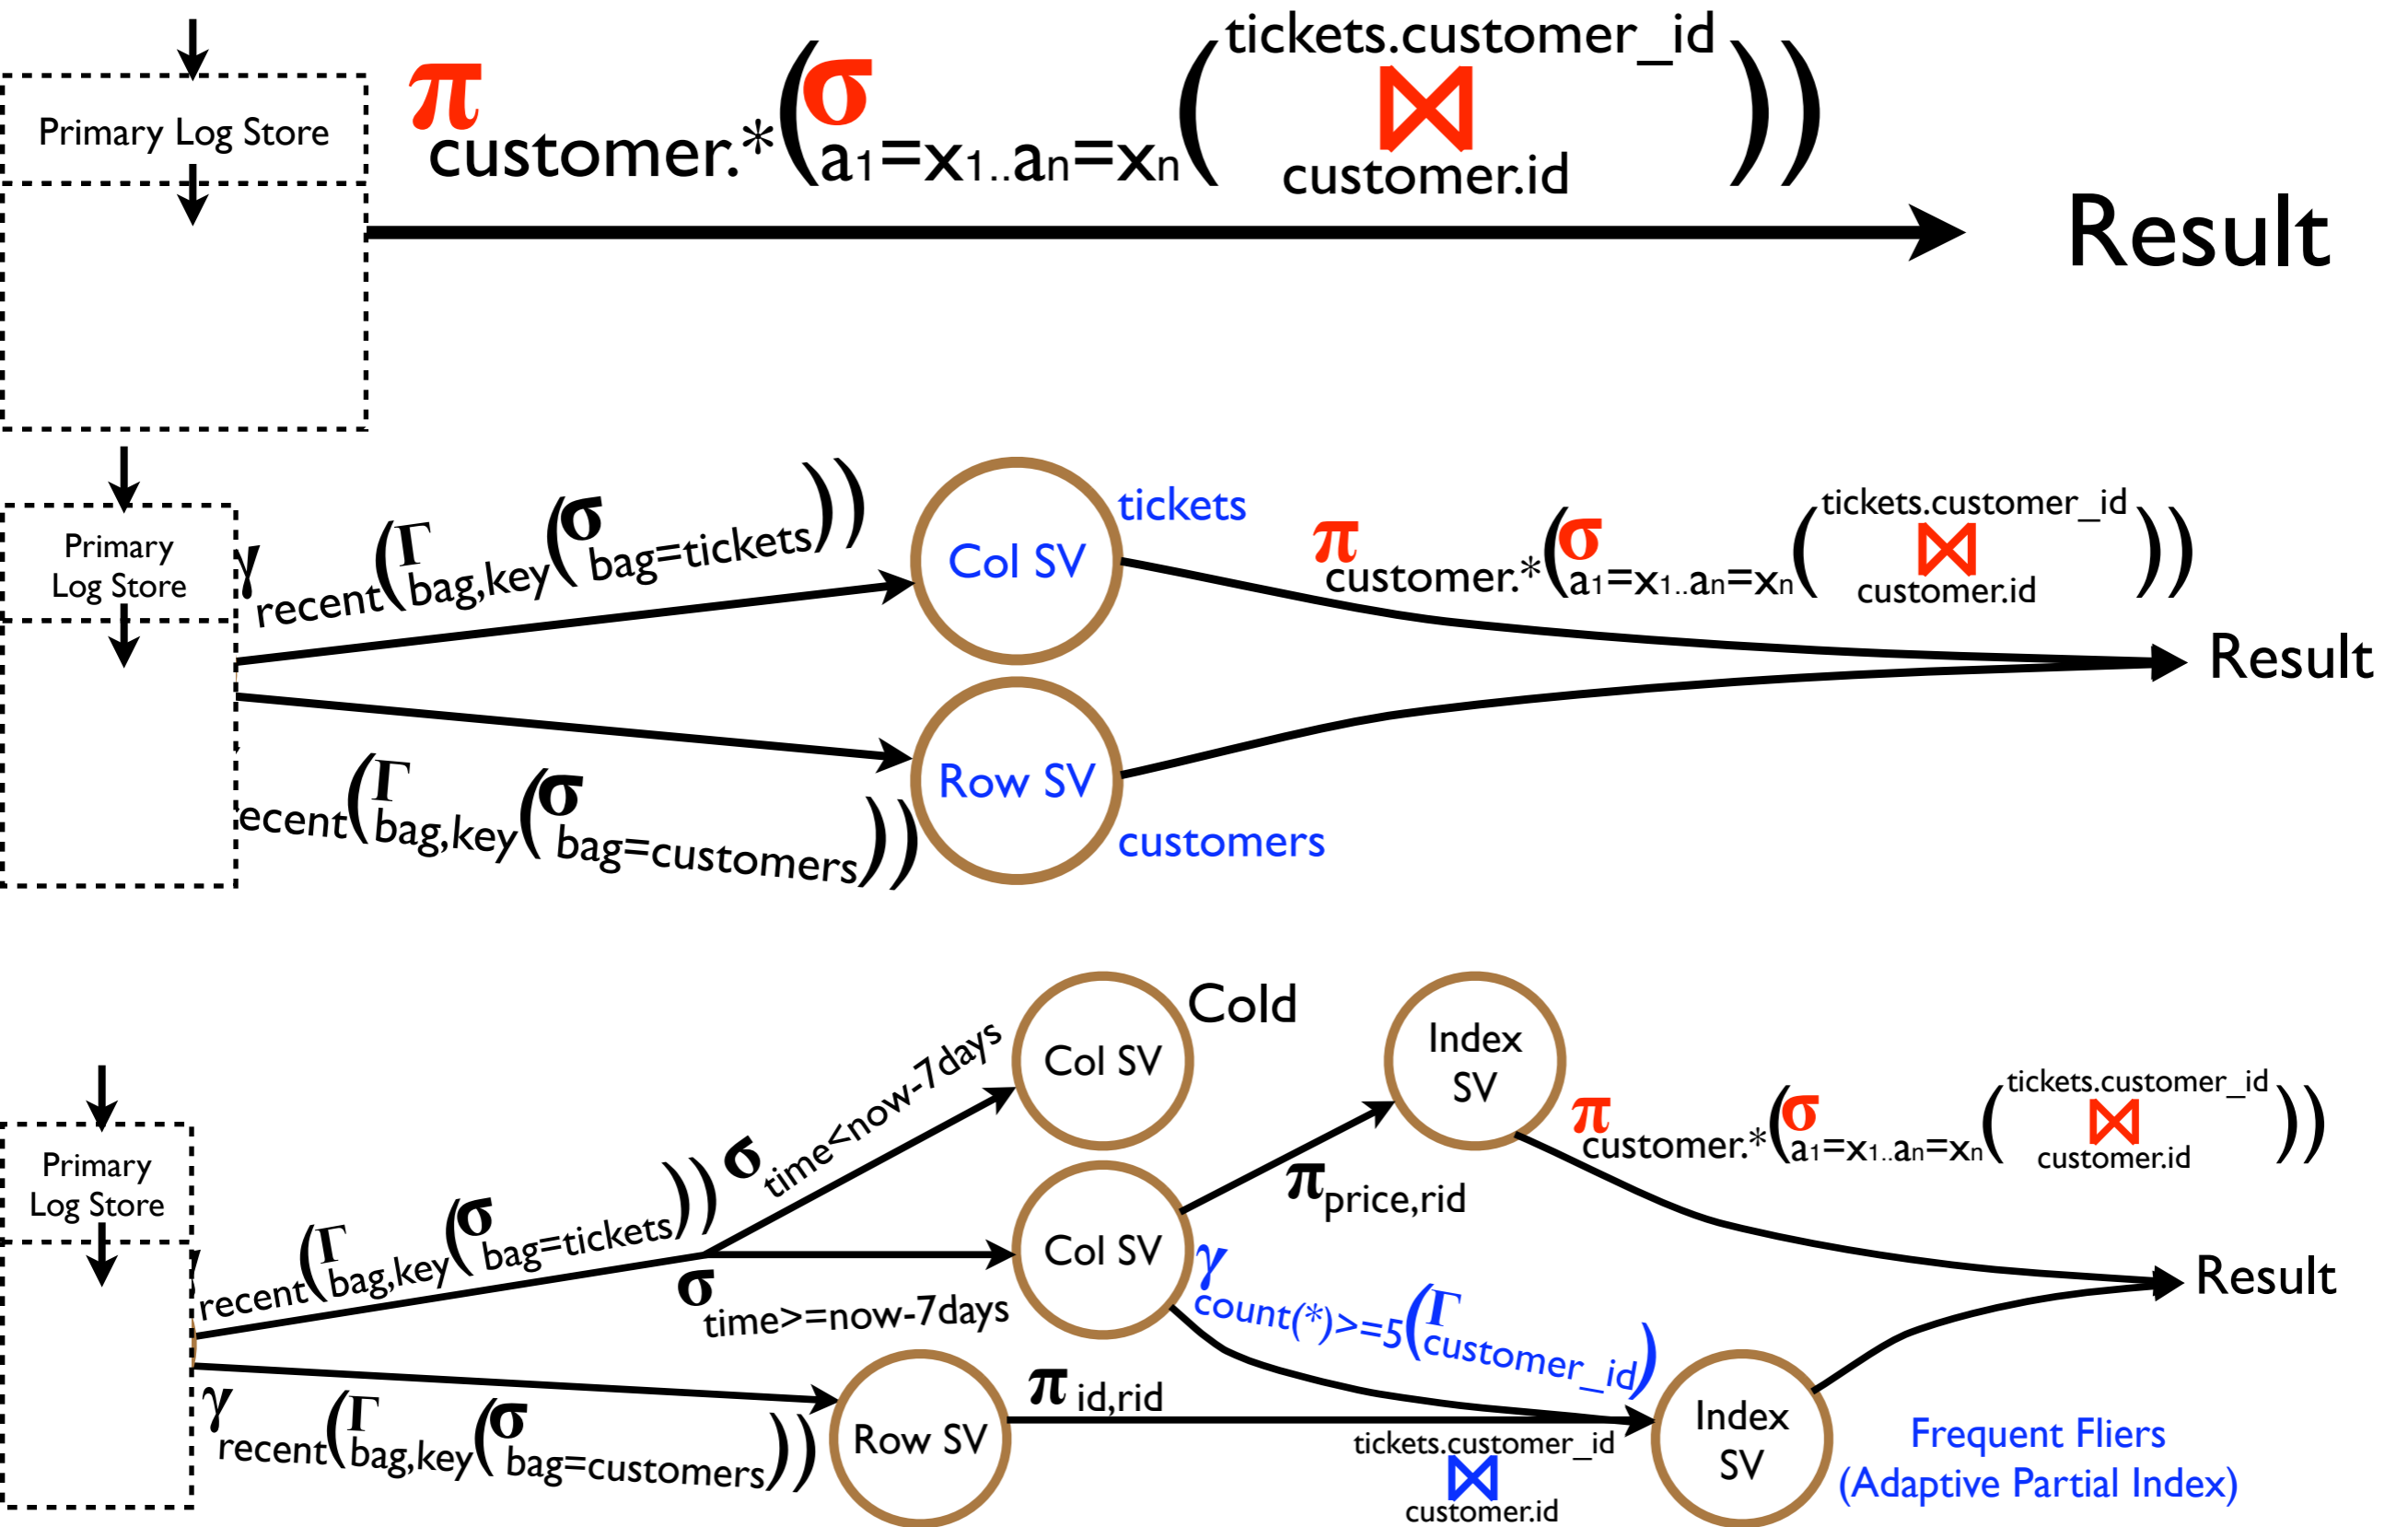 Primary Log Store
π customer.*(σ a1=x1..an=xn(tickets.customer_id ⋈ customer.id))
Result
Primary
Log Store
γ recent(Γ bag,key(σ bag=tickets))
Col SV
tickets
π customer.*(σ a1=x1..an=xn(tickets.customer_id ⋈ customer.id))
Result
ecent(Γ bag,key(σ bag=customers))
Row SV
customers
Primary
Log Store
recent(Γ bag,key(σ bag=tickets))
σ time<now-7days
Col SV
Cold
σ time>=now-7days
Col SV
π price,rid
Index
SV
π customer.*(σ a1=x1..an=xn(tickets.customer_id ⋈ customer.id))
Result
γ count(*)>=5(Γ customer_id)
γ recent(Γ bag,key(σ bag=customers))
Row SV
π id,rid
tickets.customer_id
⋈
customer.id
Index
SV
Frequent Fliers
(Adaptive Partial Index)